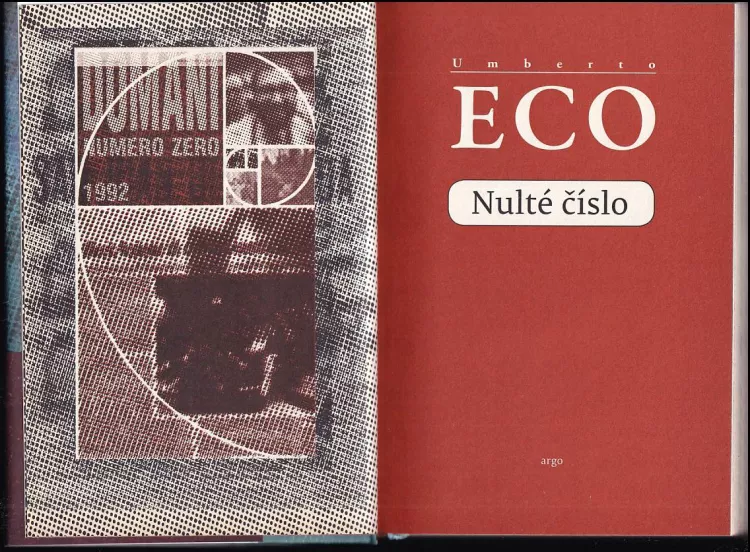 DOMANI
NUMERO ZERO
1992
Umberto
ECO
Nulté číslo
argo